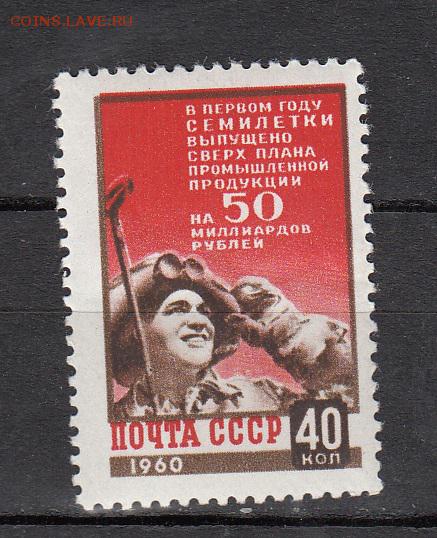 COINS.LAVE.RU
В ПЕРВОМ ГОДУ
СЕМИЛЕТКИ
ВЫПУЩЕНО
СВЕРХ ПЛАНА
ПРОМЫШЛЕННОЙ
ПРОДУКЦИИ
НА 50
МИЛЛИАРДОВ
РУБЛЕЙ
ПОЧТА СССР 40
1960 КОП